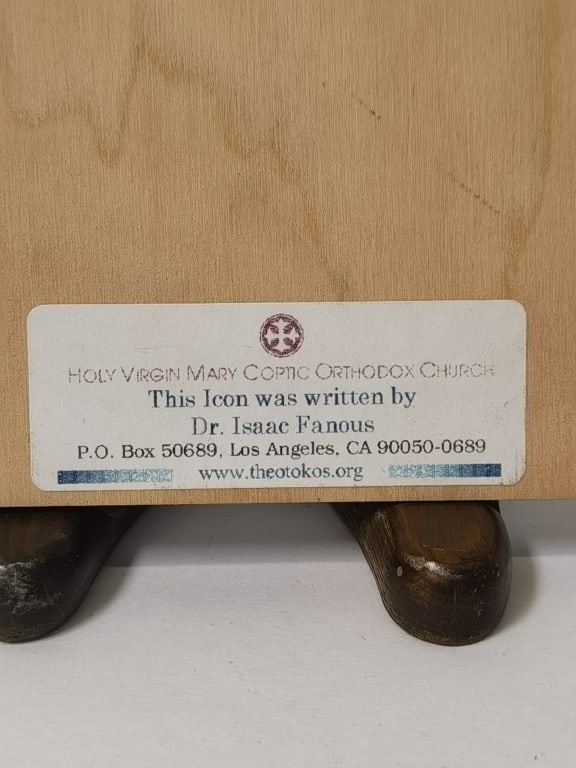 HOLY VIRGIN MARY COPTIC ORTHODOX CHURCH
This Icon was written by
Dr. Isaac Fanous
P.O. Box 50689, Los Angeles, CA 90050-0689
www.theotokos.org